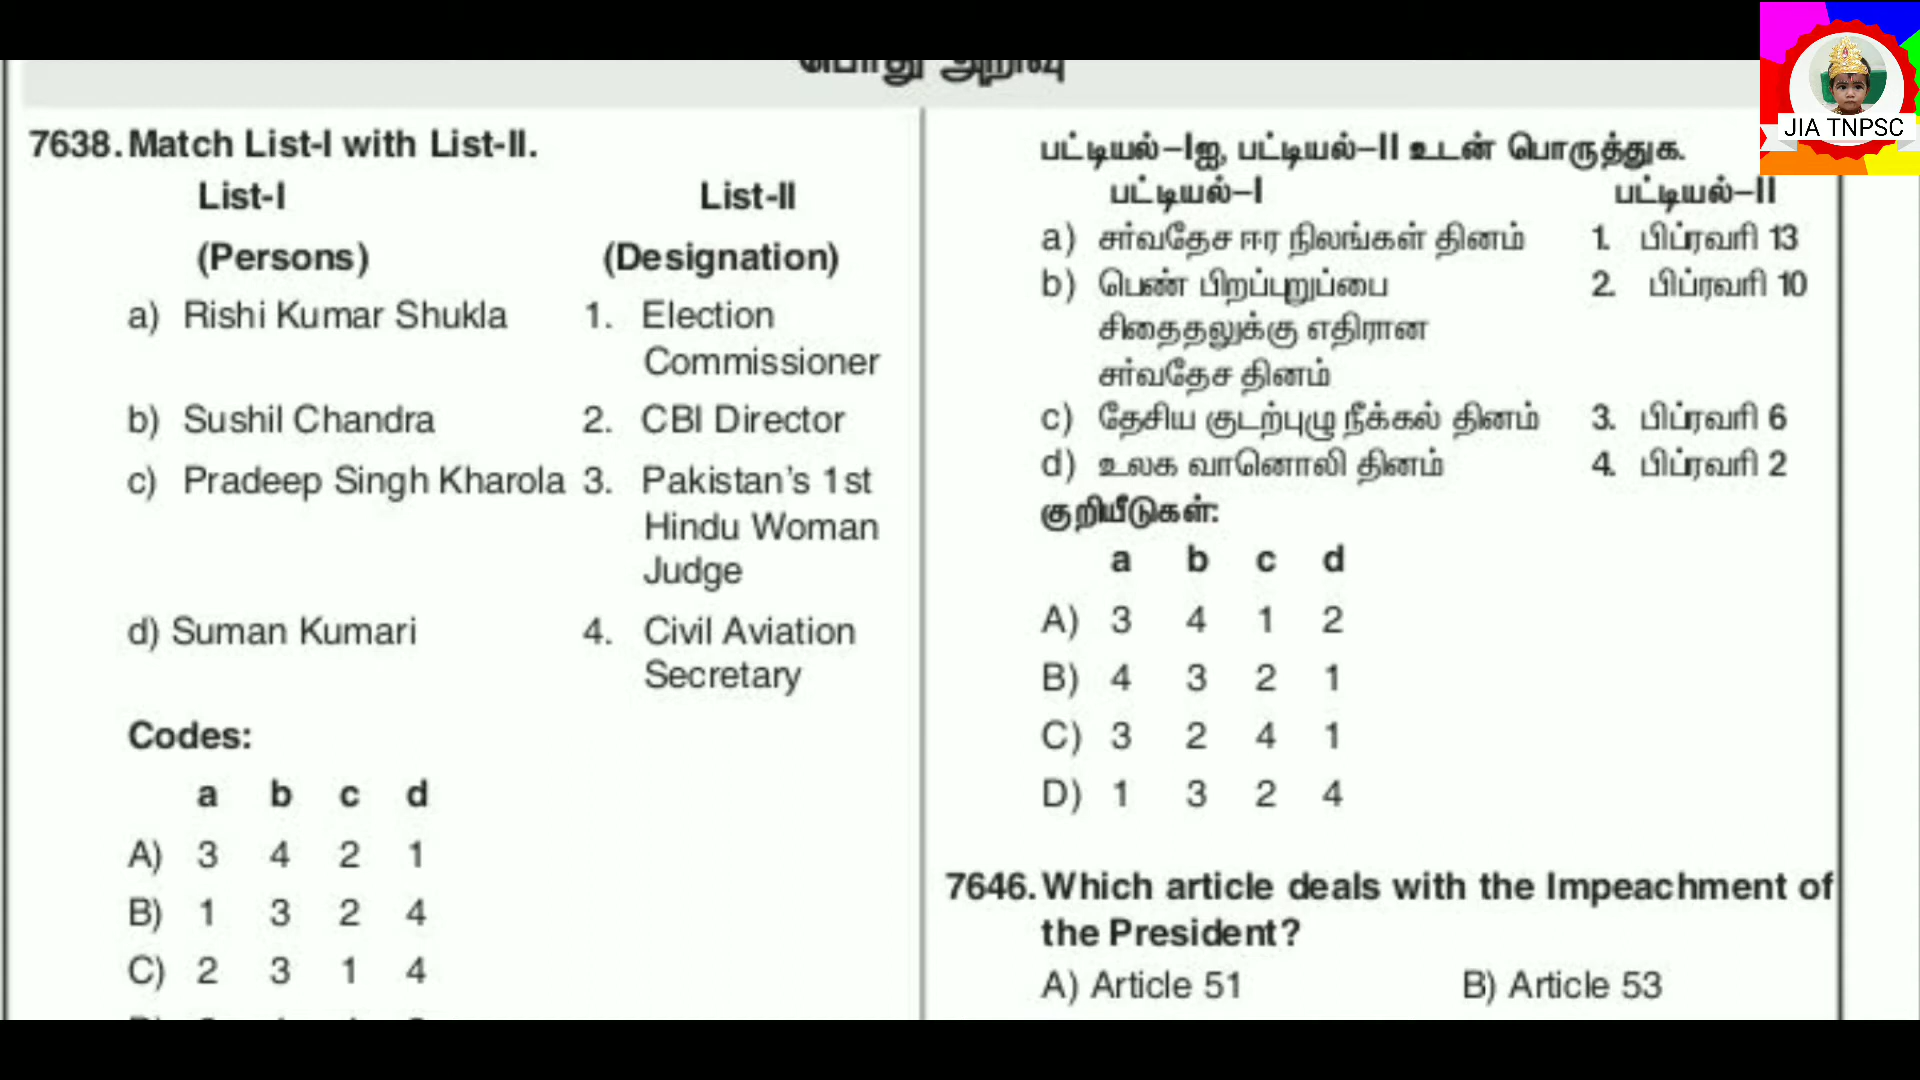 பொது அறிவு
JIA TNPSC
7638. Match List-I with List-II.
List-I List-II
(Persons) (Designation)
a) Rishi Kumar Shukla 1. Election
Commissioner
b) Sushil Chandra 2. CBI Director
c) Pradeep Singh Kharola 3. Pakistan's 1st
Hindu Woman
Judge
d) Suman Kumari 4. Civil Aviation
Secretary
Codes:
a b c d
A) 3 4 2 1
B) 1 3 2 4
C) 2 3 1 4
பட்டியல்–Iஐ, பட்டியல்–II உடன் பொருத்துக.
பட்டியல்–I பட்டியல்–II
a) சர்வதேச ஈர நிலங்கள் தினம் 1. பிப்ரவரி 13
b) பெண் பிறப்புறுப்பை 2. பிப்ரவரி 10
சிதைதலுக்கு எதிரான
சர்வதேச தினம்
c) தேசிய குடற்புழு நீக்கல் தினம் 3. பிப்ரவரி 6
d) உலக வானொலி தினம் 4. பிப்ரவரி 2
குறியீடுகள்:
a b c d
A) 3 4 1 2
B) 4 3 2 1
C) 3 2 4 1
D) 1 3 2 4
7646. Which article deals with the Impeachment of
the President?
A) Article 51 B) Article 53